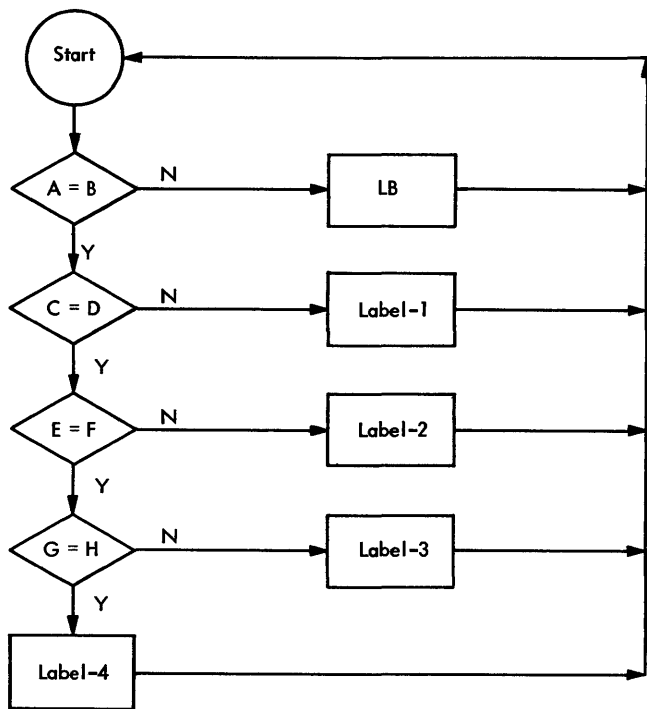 Start
A = B
N
LB
Y
C = D
N
Label-1
Y
E = F
N
Label-2
Y
G = H
N
Label-3
Y
Label-4